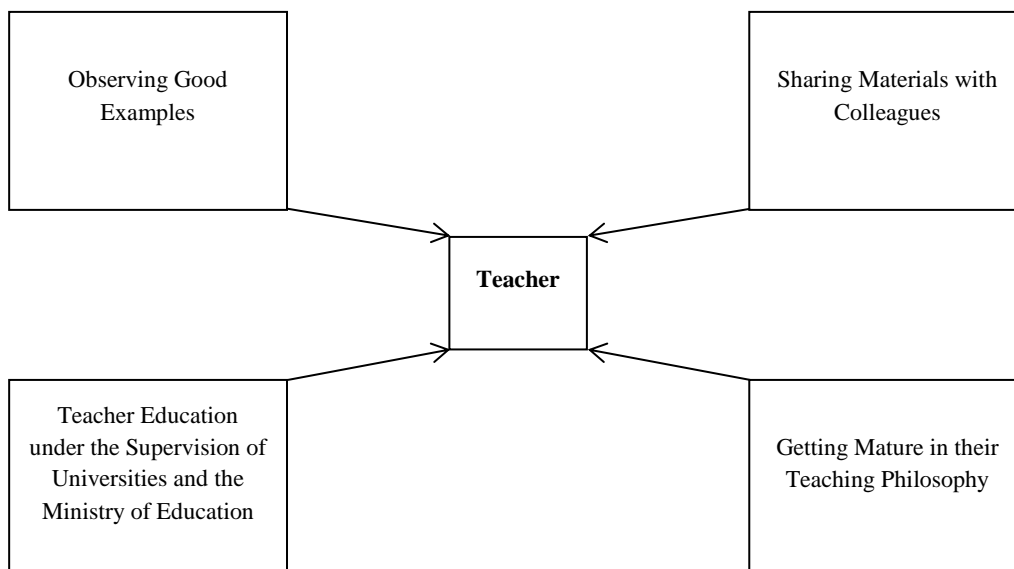 Observing Good
Examples
Sharing Materials with
Colleagues
Teacher
Teacher Education
under the Supervision of
Universities and the
Ministry of Education
Getting Mature in their
Teaching Philosophy